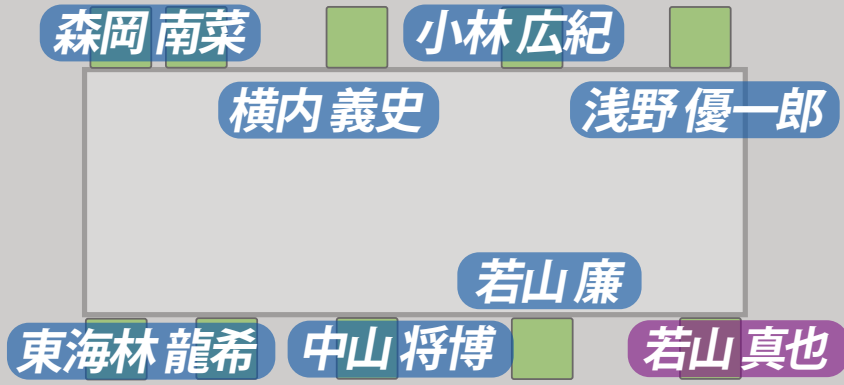 森岡 南菜
小林 広紀
横内 義史
浅野 優一郎
若山 廉
東海林 龍希
中山 将博
若山 真也